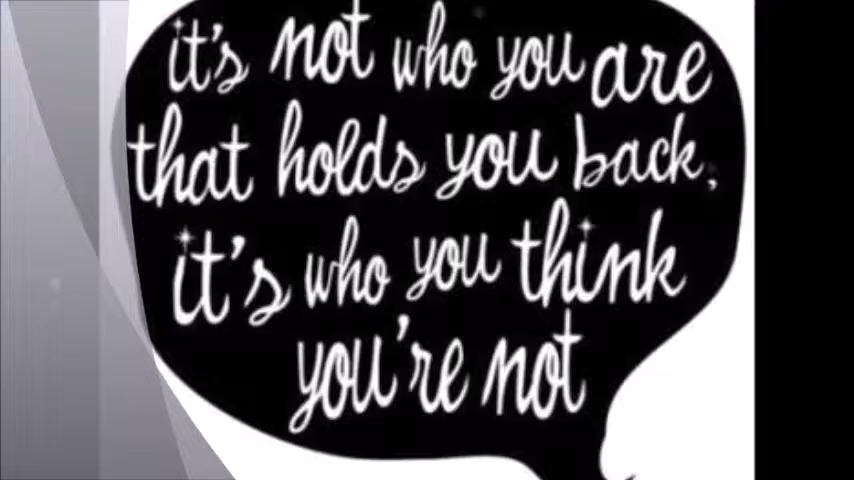 it's not who you are
that holds you back,
it's who you think
you're not